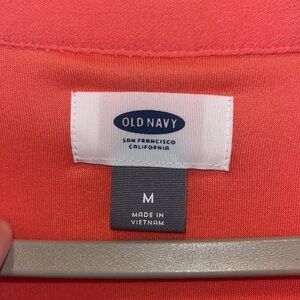 OLD NAVY
SAN FRANCISCO
CALIFORNIA
M
MADE IN
VIETNAM